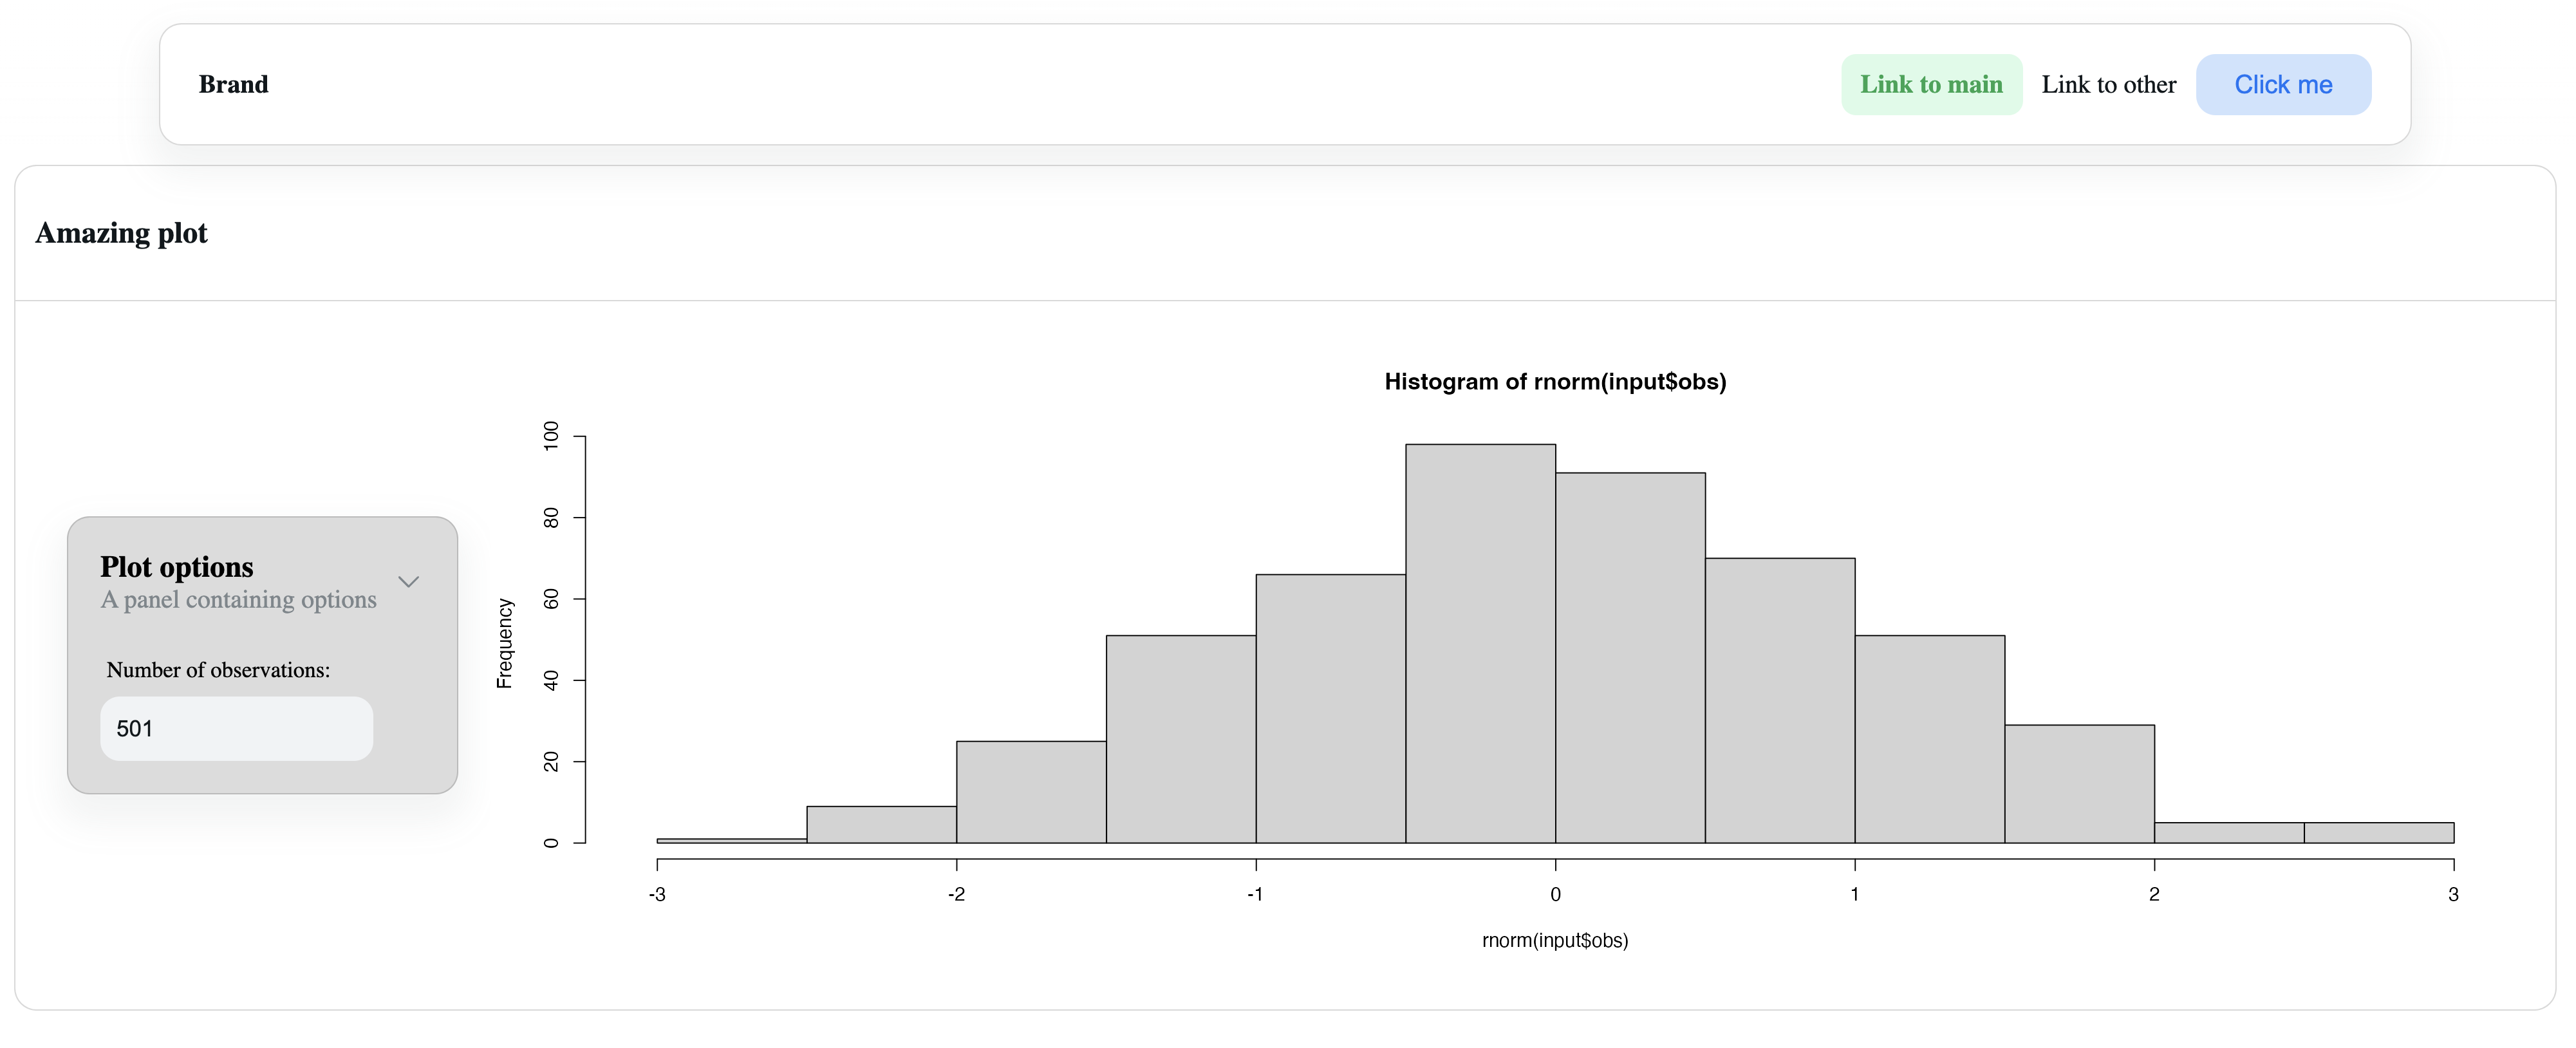 Brand
Link to main
Link to other
Click me
Amazing plot
Histogram of rnorm(input$obs)
Plot options
A panel containing options
Number of observations:
501
Frequency
100
80
60
40
20
0
-3
-2
-1
0
1
2
3
rnorm(input$obs)